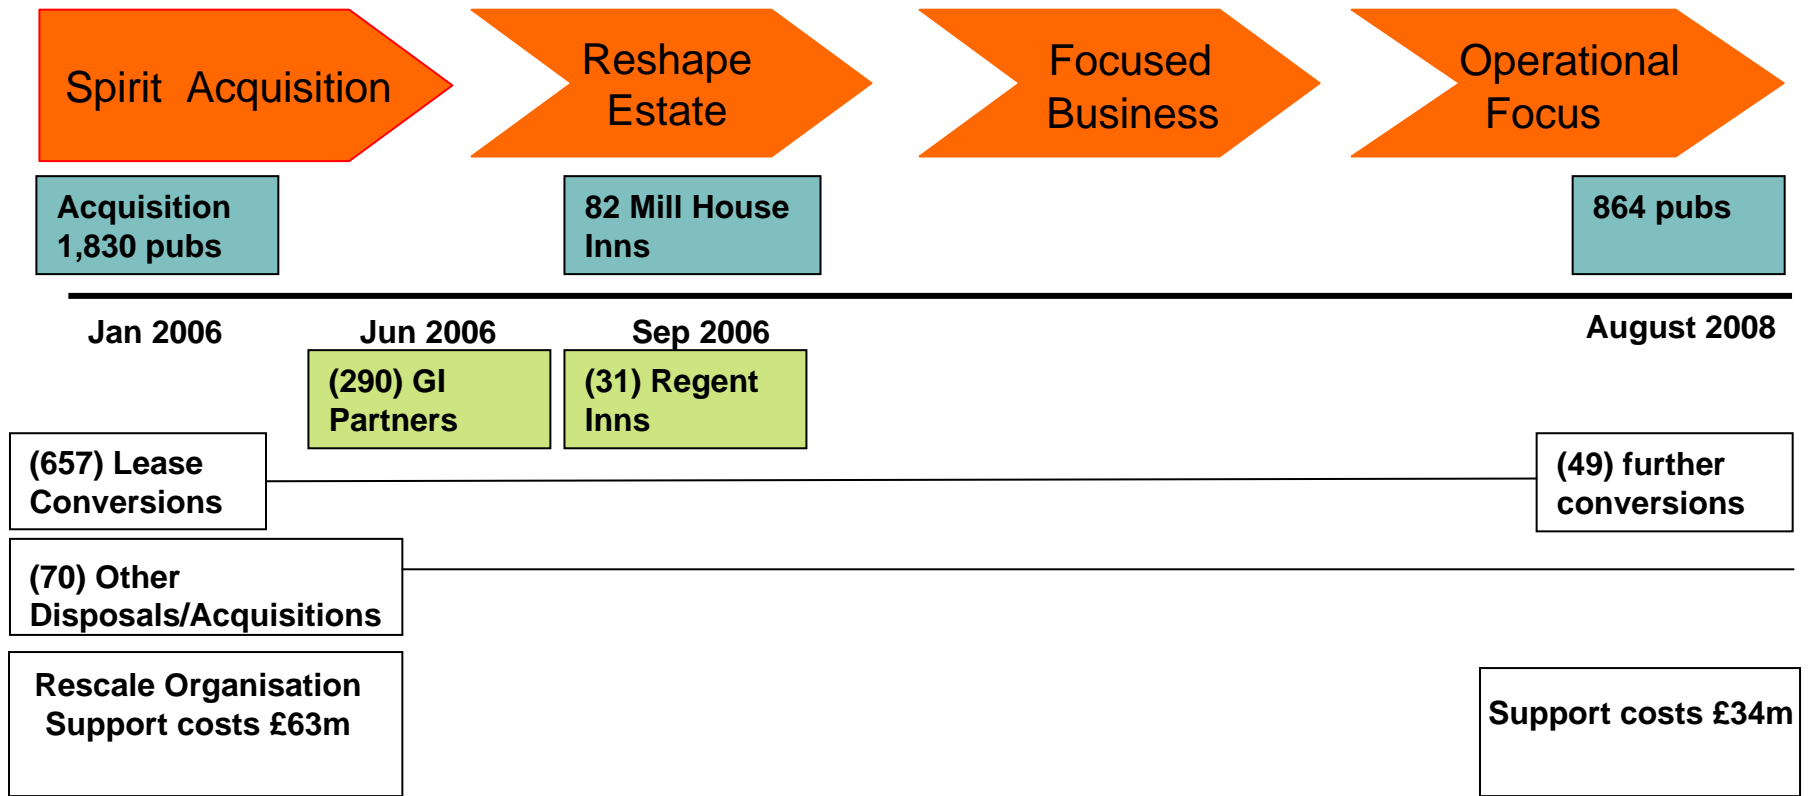 Spirit Acquisition
Reshape
Estate
Focused
Business
Operational
Focus
Acquisition
1,830 pubs
82 Mill House
Inns
864 pubs
Jan 2006
Jun 2006
Sep 2006
August 2008
(290) GI
Partners
(31) Regent
Inns
(657) Lease
Conversions
(49) further
conversions
(70) Other
Disposals/Acquisitions
Rescale Organisation
Support costs £63m
Support costs £34m